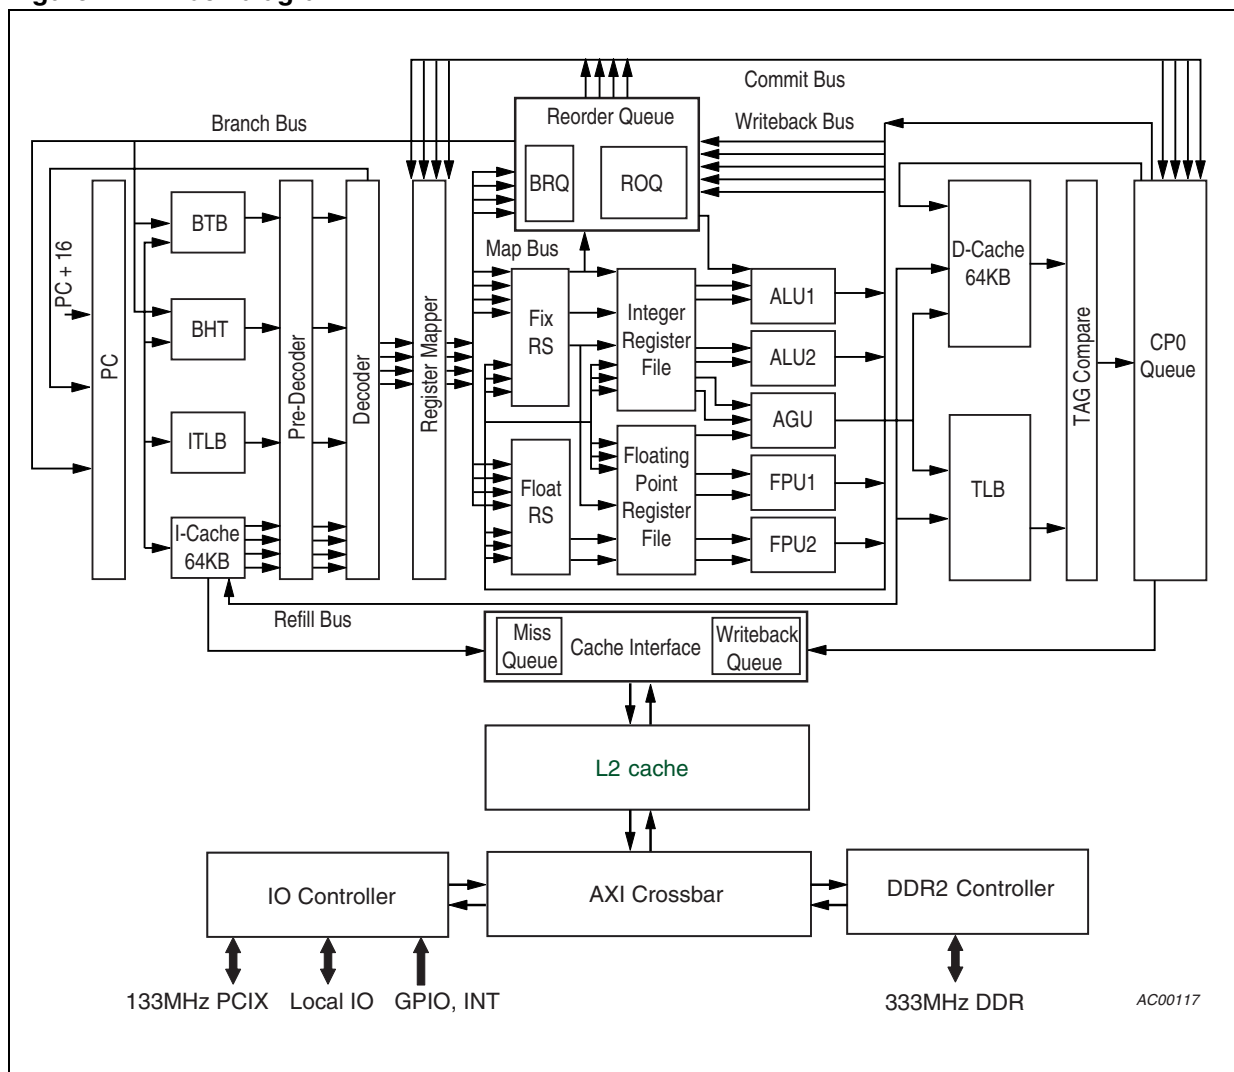 Commit Bus
Reorder Queue
Branch Bus
Writeback Bus
BRQ
ROQ
BTB
Map Bus
PC + 16
D-Cache
64KB
BHT
Fix
RS
Integer
Register
File
ALU1
ALU2
PC
Pre-Decoder
Decoder
Register Mapper
TAG Compare
CP0
Queue
AGU
ITLB
Float
RS
Floating
Point
Register
File
FPU1
TLB
I-Cache
64KB
FPU2
Refill Bus
Miss
Queue
Cache Interface
Writeback
Queue
L2 cache
IO Controller
AXI Crossbar
DDR2 Controller
133MHz PCIX
Local IO
GPIO, INT
333MHz DDR
AC00117